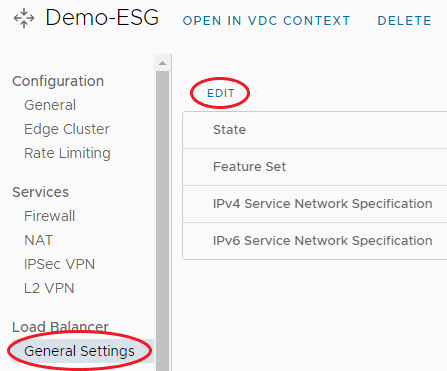 Demo-ESG OPEN IN VDC CONTEXT DELETE
Configuration
General
Edge Cluster
Rate Limiting
Services
Firewall
NAT
IPSec VPN
L2 VPN
Load Balancer
General Settings
EDIT
State
Feature Set
IPv4 Service Network Specification
IPv6 Service Network Specification